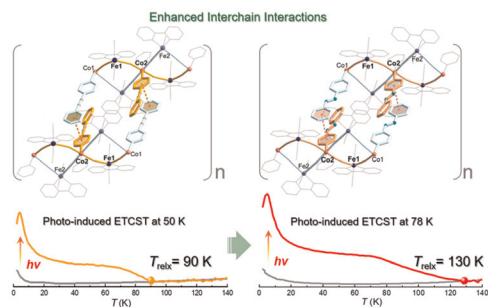 Enhanced Interchain Interactions
Fe2
Co1
Fe1
Co2
Fe2
Co2
Fe1
Co1
n
Fe2
Co1
Fe1
Co2
Fe2
Co2
Fe1
Co1
n
Photo-induced ETCST at 50 K
hν
Trelx= 90 K
0 20 40 60 80 100 120 140
T (K)
Photo-induced ETCST at 78 K
hν
Trelx= 130 K
0 20 40 60 80 100 120 140
T (K)